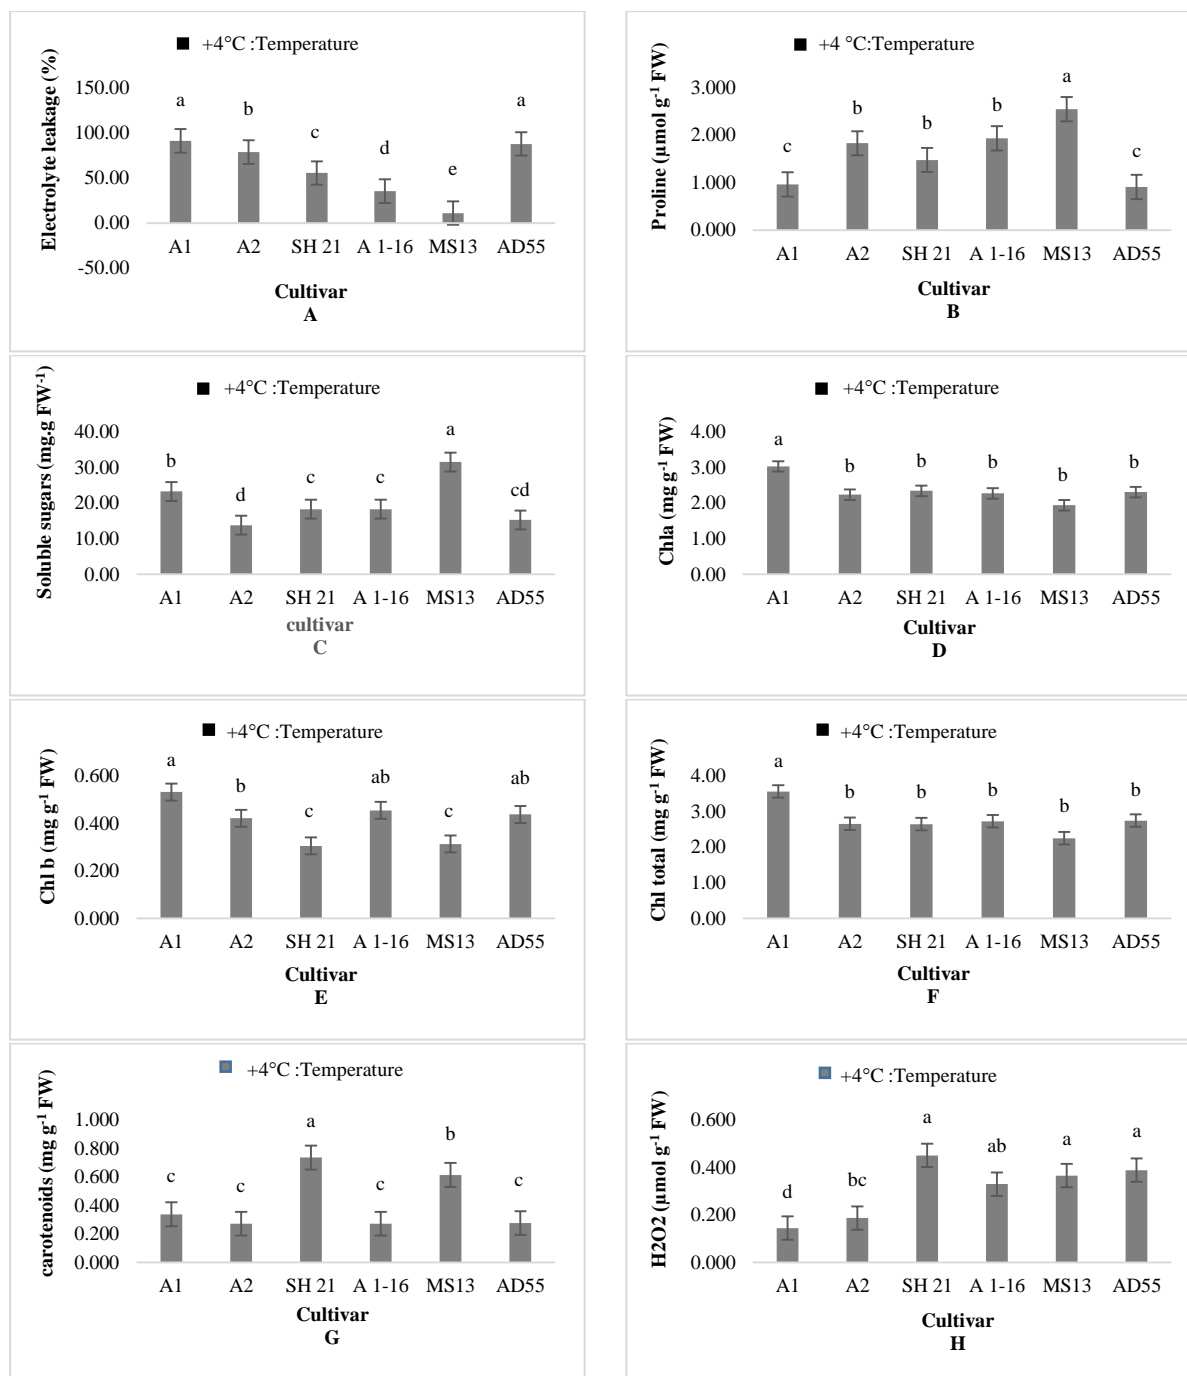 +4°C :Temperature
Electrolyte leakage (%)
150.00
100.00
50.00
0.00
-50.00
a
b
c
d
e
a
A1 A2 SH 21 A 1-16 MS13 AD55
Cultivar
A
+4 °C:Temperature
Proline (µmol g-1 FW)
3.000
2.000
1.000
0.000
c
b
b
b
a
c
A1 A2 SH 21 A 1-16 MS13 AD55
Cultivar
B
+4°C :Temperature
Soluble sugars (mg.g FW-1)
40.00
30.00
20.00
10.00
0.00
b
d
c
c
a
cd
A1 A2 SH 21 A 1-16 MS13 AD55
cultivar
C
+4°C :Temperature
Chla (mg g-1 FW)
4.00
3.00
2.00
1.00
0.00
a
b
b
b
b
b
A1 A2 SH 21 A 1-16 MS13 AD55
Cultivar
D
+4°C :Temperature
Chl b (mg g-1 FW)
0.600
0.400
0.200
0.000
a
b
c
ab
c
ab
A1 A2 SH 21 A 1-16 MS13 AD55
Cultivar
E
+4°C :Temperature
Chl total (mg g-1 FW)
4.00
3.00
2.00
1.00
0.00
a
b
b
b
b
b
A1 A2 SH 21 A 1-16 MS13 AD55
Cultivar
F
+4°C :Temperature
carotenoids (mg g-1 FW)
1.000
0.800
0.600
0.400
0.200
0.000
c
c
a
c
b
c
A1 A2 SH 21 A 1-16 MS13 AD55
Cultivar
G
+4°C :Temperature
H2O2 (µmol g-1 FW)
0.600
0.400
0.200
0.000
d
bc
a
ab
a
a
A1 A2 SH 21 A 1-16 MS13 AD55
Cultivar
H